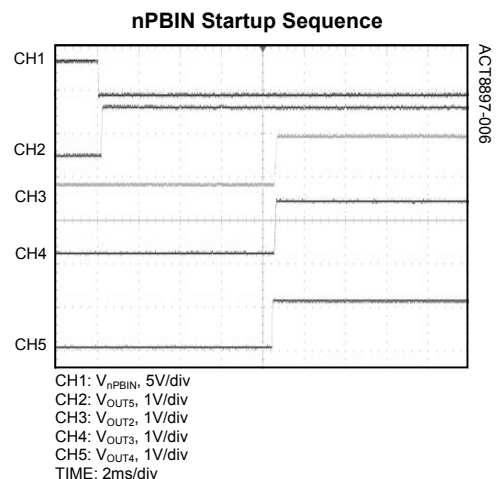 nPBIN Startup Sequence
CH1
CH2
CH3
CH4
CH5
ACT8897-006
CH1: VnPBIN, 5V/div
CH2: VOUT5, 1V/div
CH3: VOUT2, 1V/div
CH4: VOUT3, 1V/div
CH5: VOUT4, 1V/div
TIME: 2ms/div